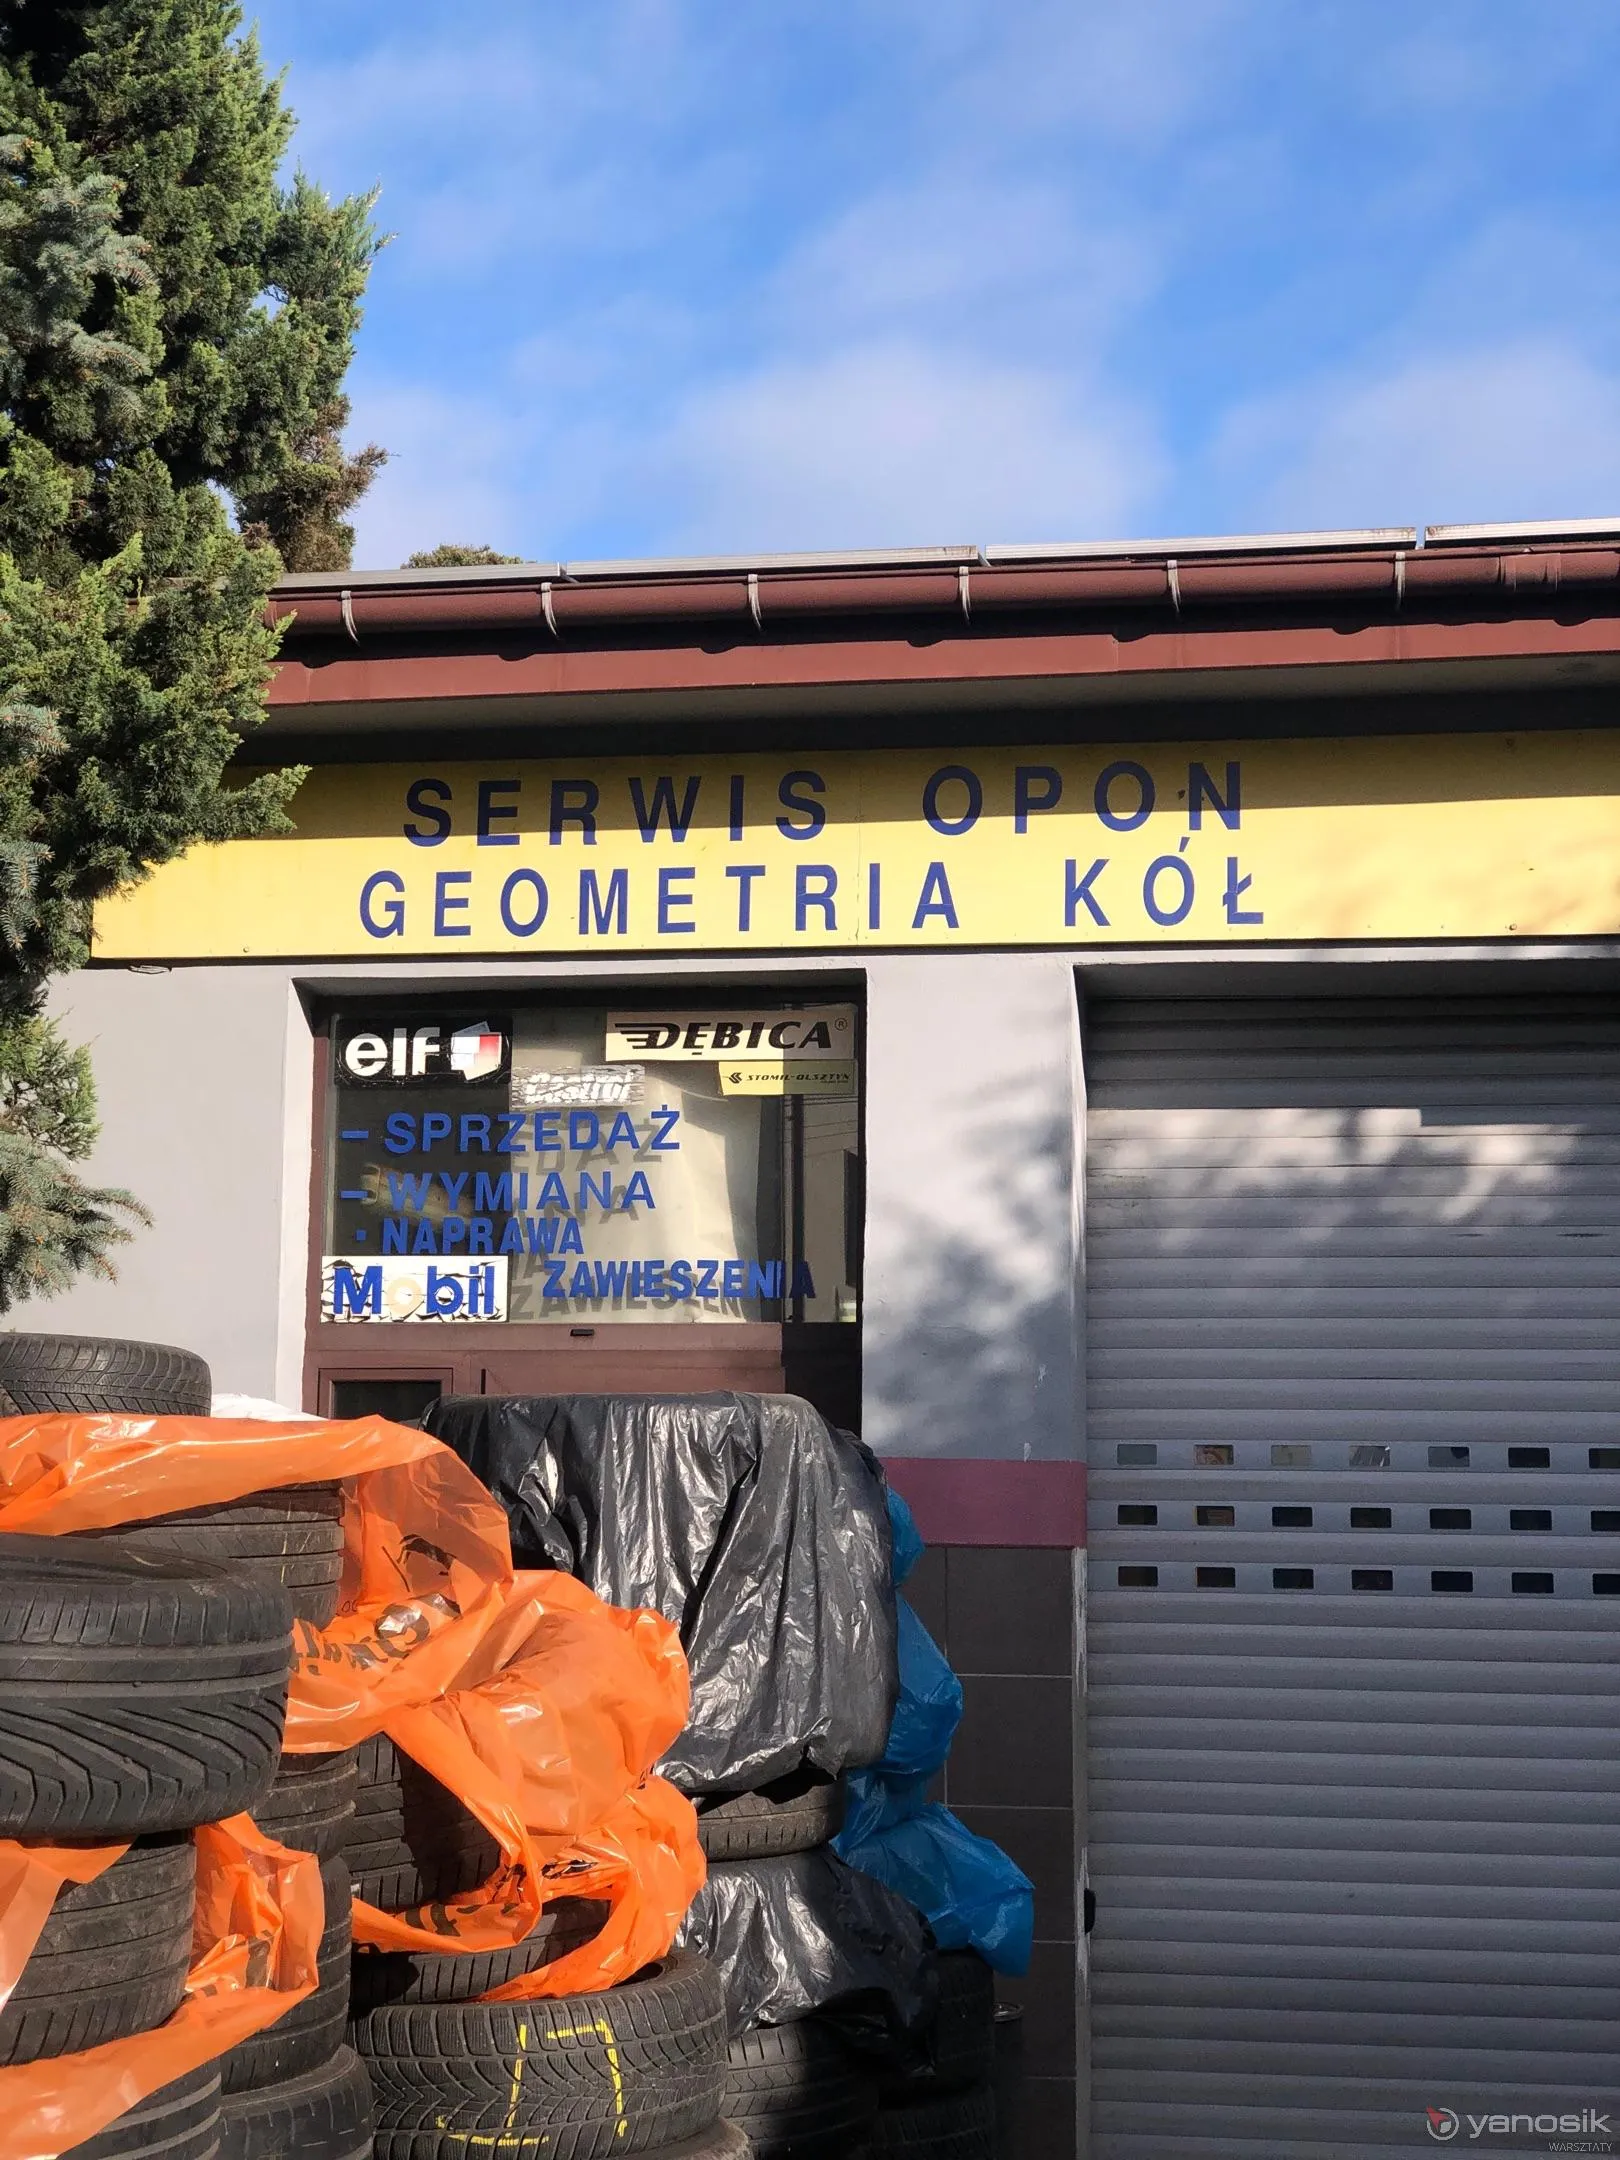 SERWIS OPON
GEOMETRIA KÓŁ
elf
DĘBICA®
Castrol
STOMIL-OLSZTYN
- SPRZEDAŻ
- WYMIANA
· NAPRAWA
ZAWIESZENIA
Mobil
yanosik
WARSZTATY